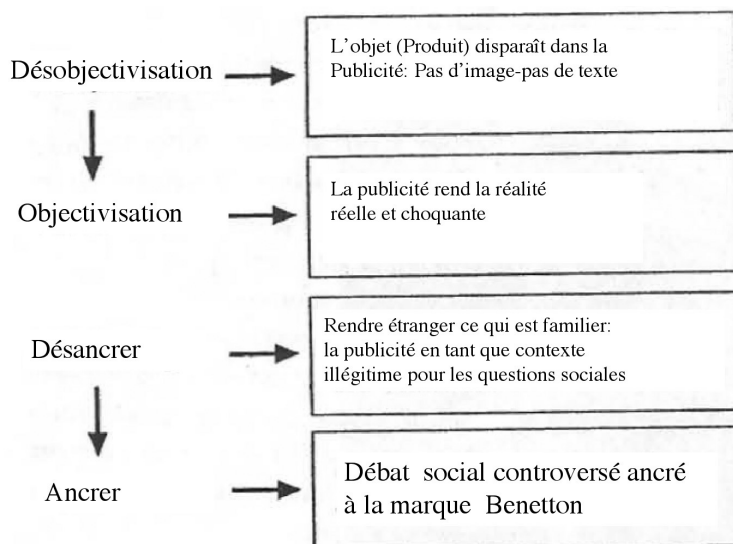 Désobjectivisation
L'objet (Produit) disparaît dans la
Publicité: Pas d'image-pas de texte
Objectivisation
La publicité rend la réalité
réelle et choquante
Désancrer
Rendre étranger ce qui est familier:
la publicité en tant que contexte
illégitime pour les questions sociales
Ancrer
Débat social controversé ancré
à la marque Benetton